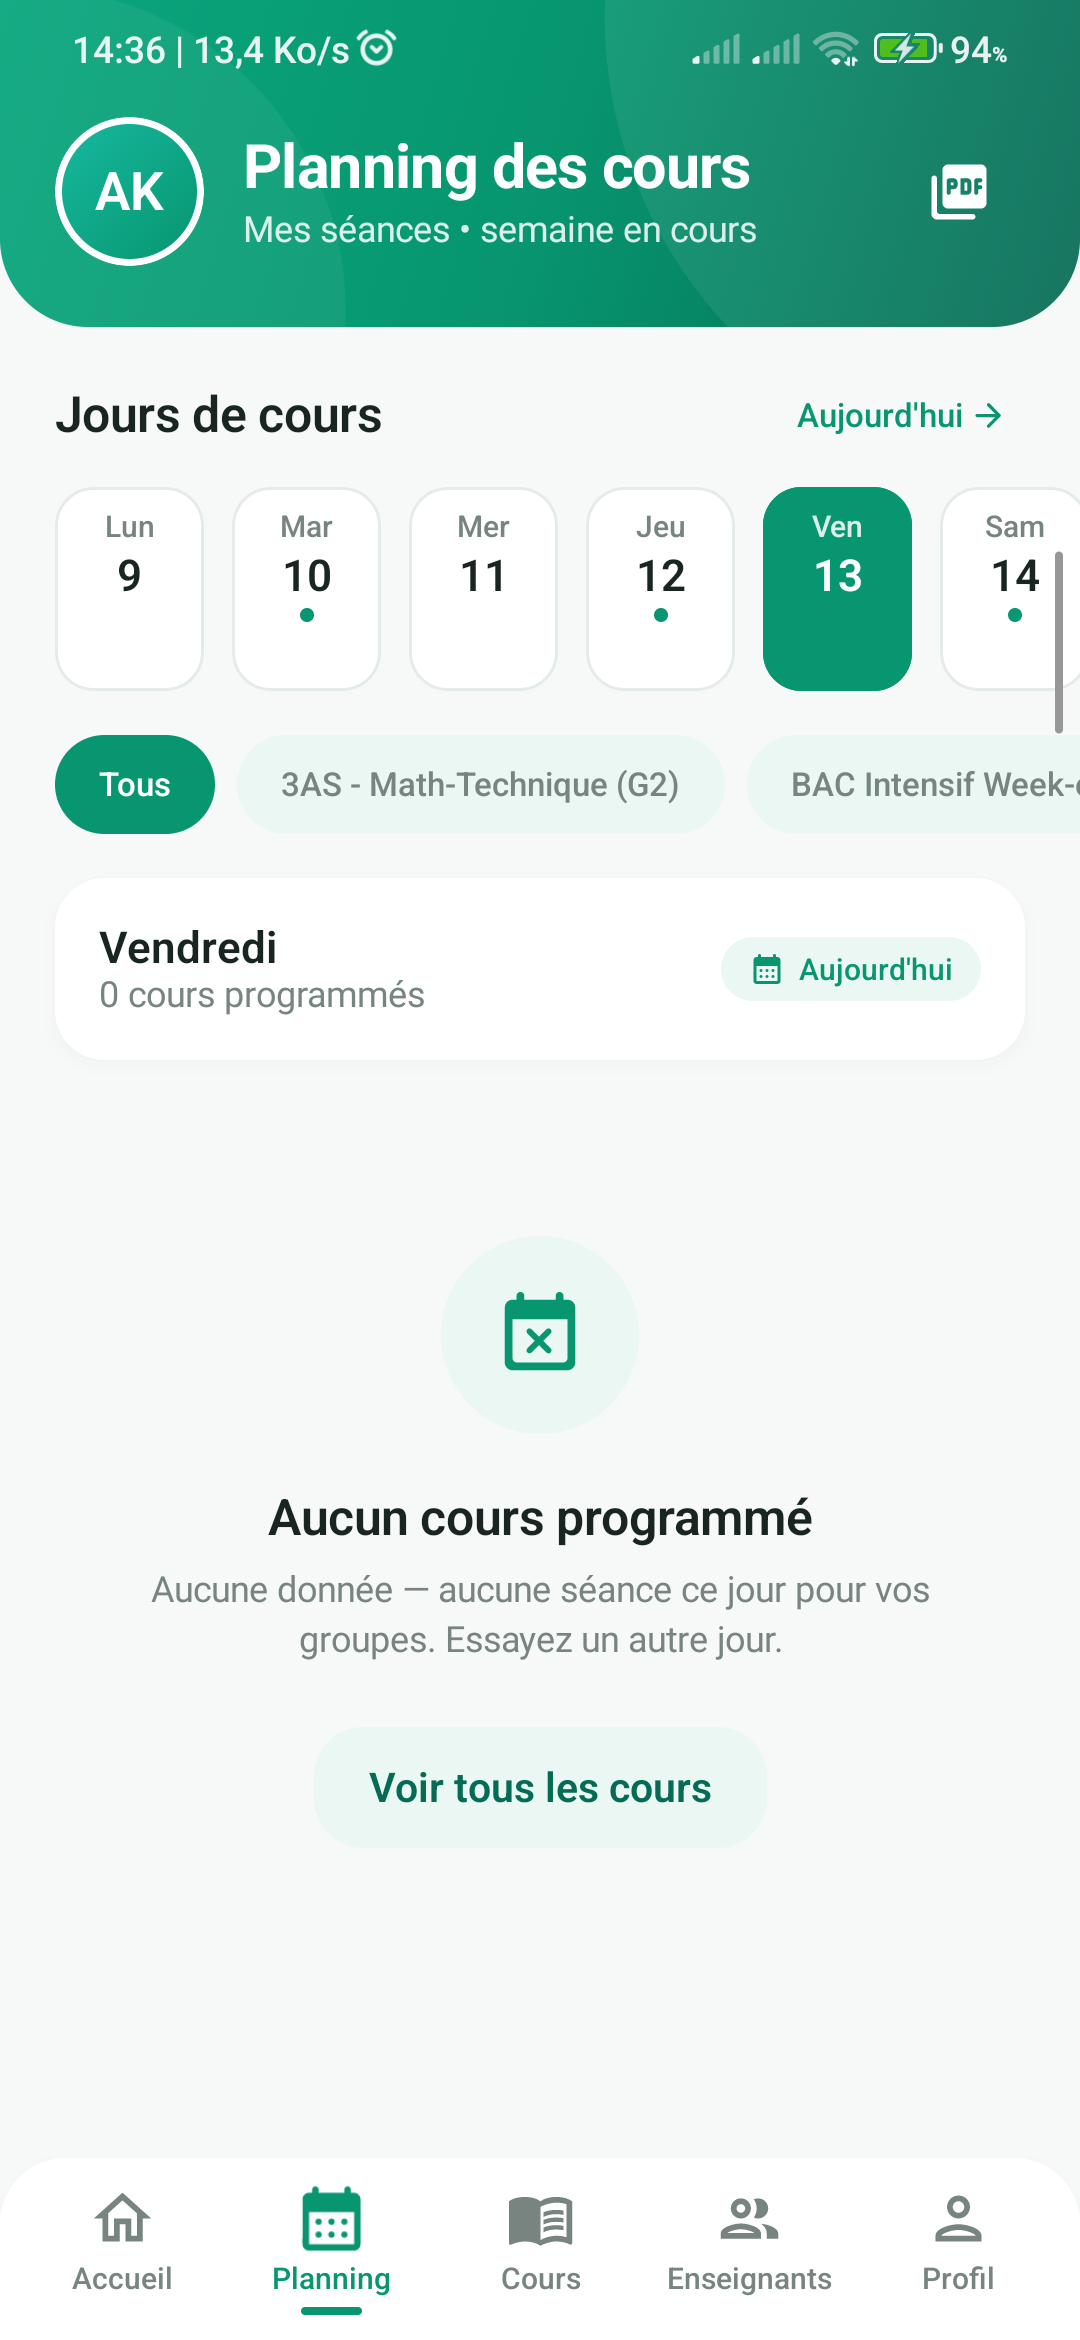 14:36 | 13,4 Ko/s
94%
AK
Planning des cours
Mes séances • semaine en cours
PDF
Jours de cours
Aujourd'hui →
Lun
9
Mar
10
Mer
11
Jeu
12
Ven
13
Sam
14
Tous
3AS - Math-Technique (G2)
BAC Intensif Week-
Vendredi
0 cours programmés
Aujourd'hui
Aucun cours programmé
Aucune donnée — aucune séance ce jour pour vos
groupes. Essayez un autre jour.
Voir tous les cours
Accueil
Planning
Cours
Enseignants
Profil